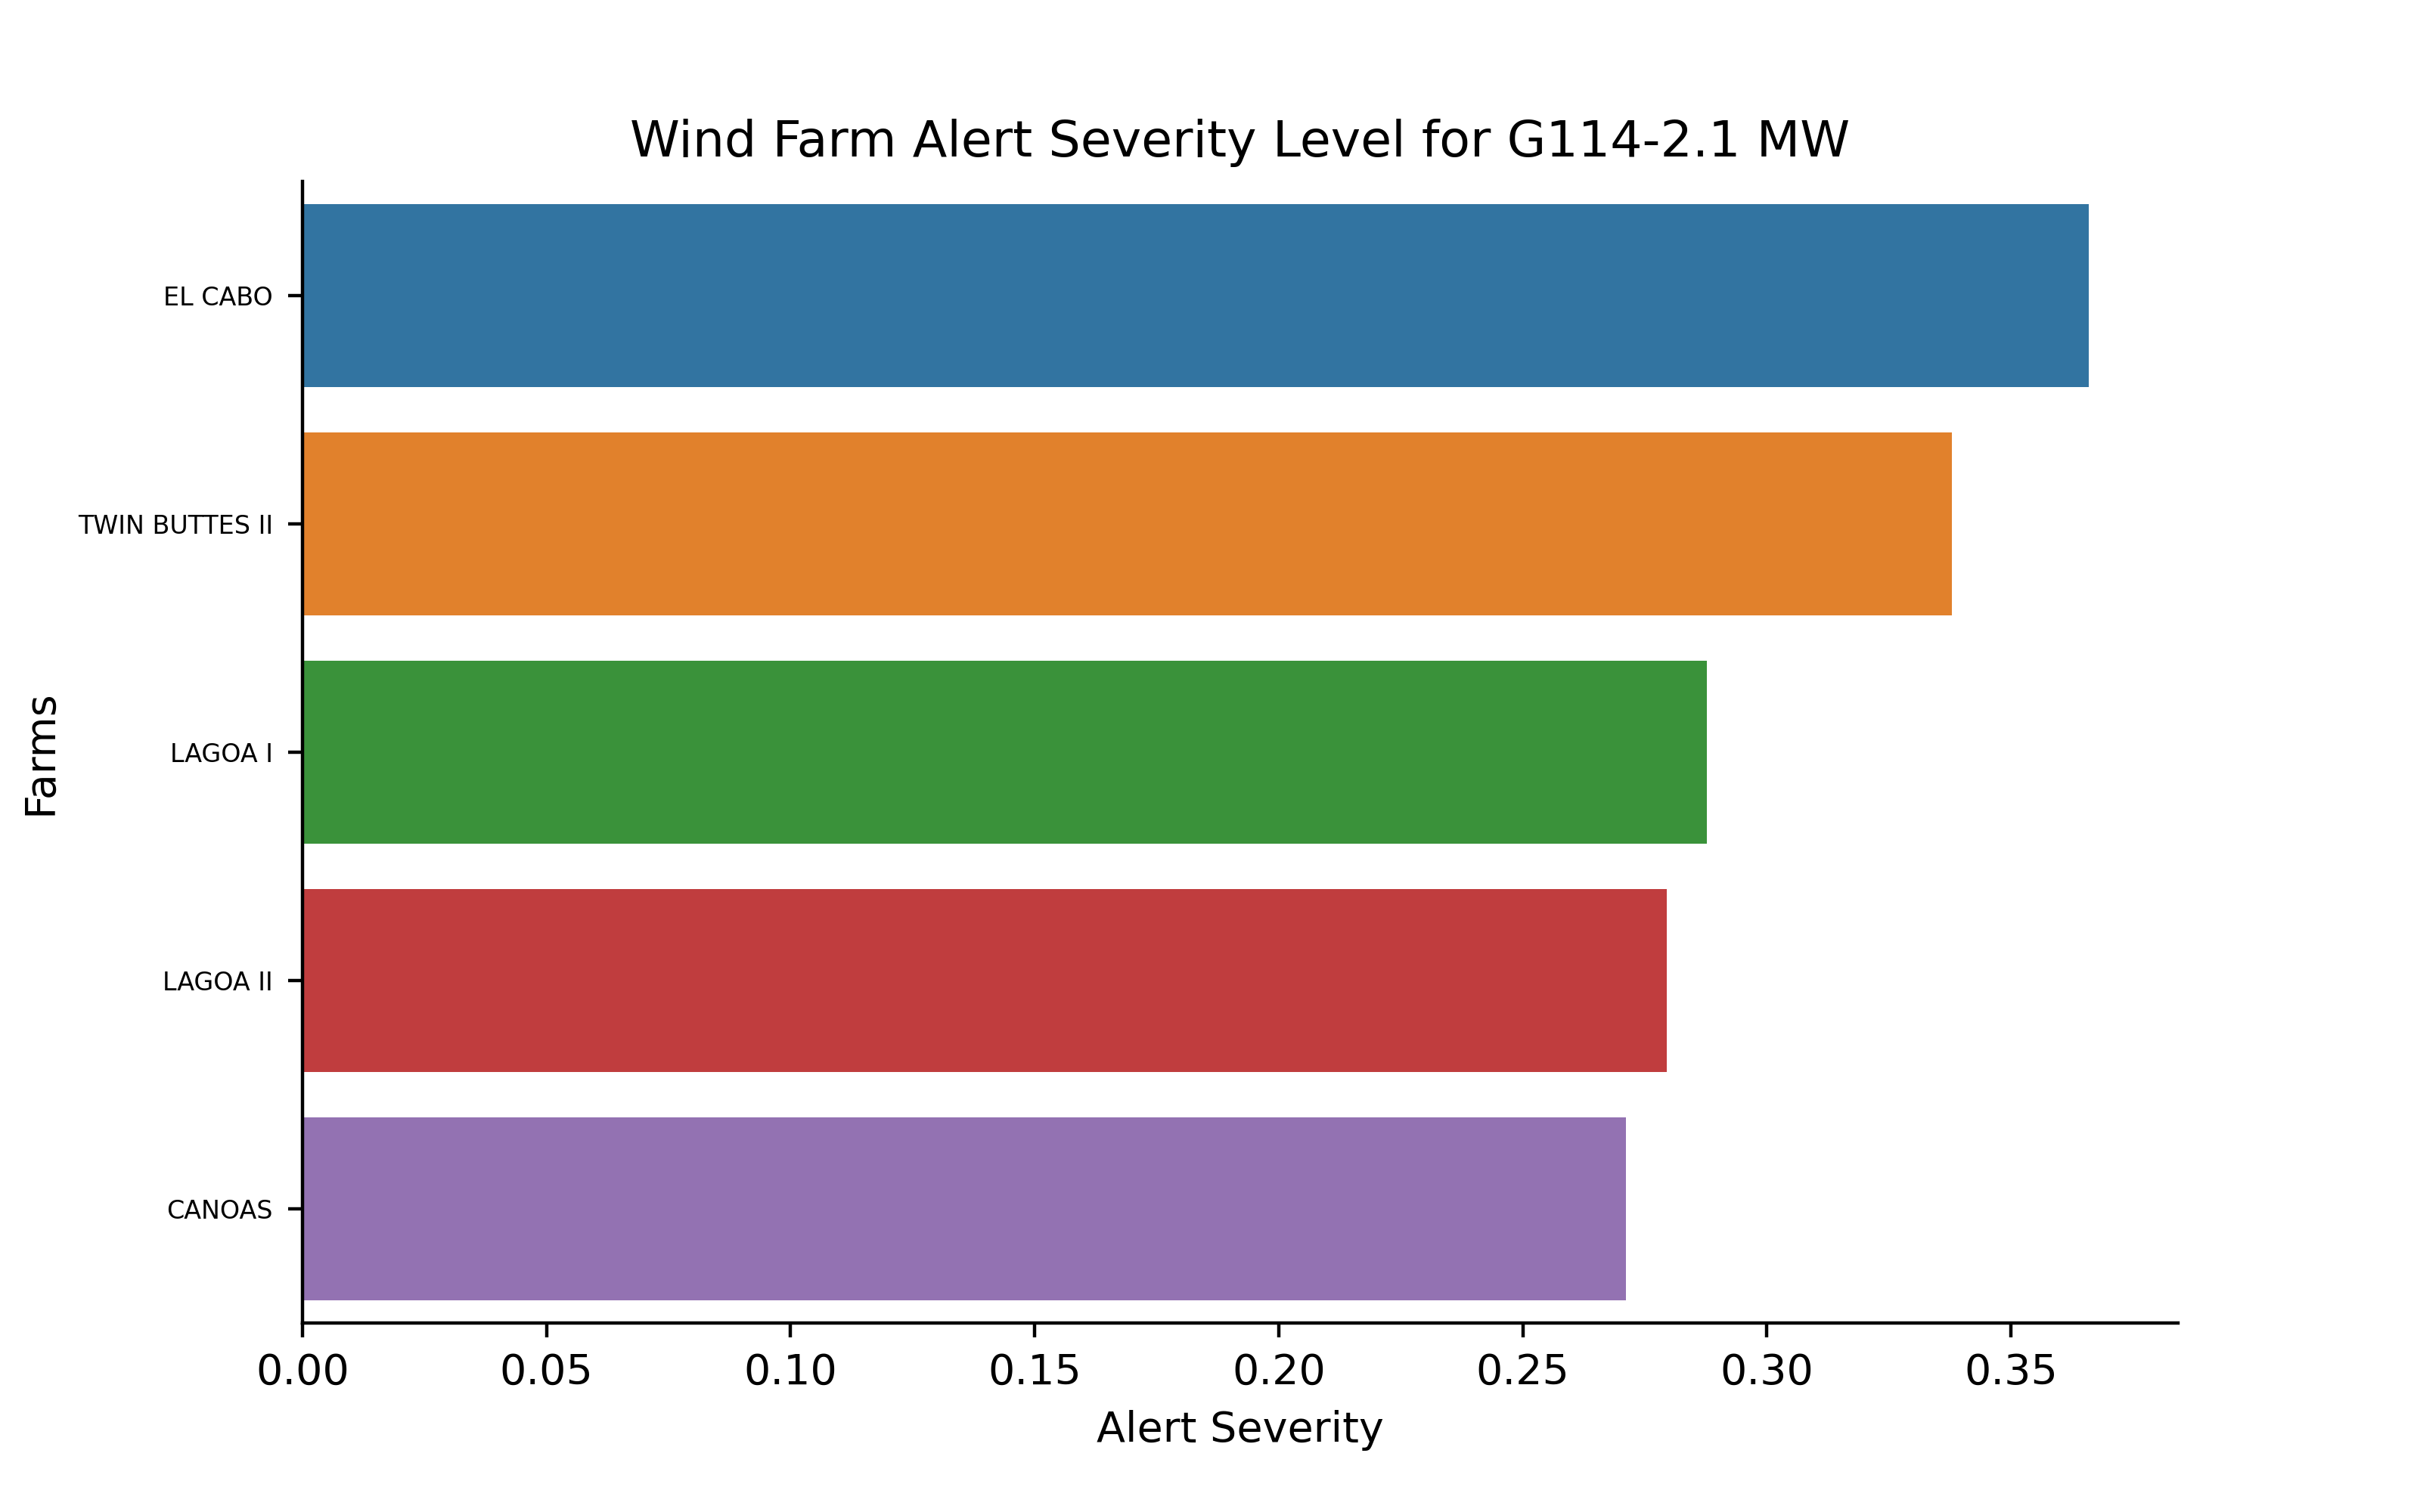 Wind Farm Alert Severity Level for G114-2.1 MW
EL CABO
TWIN BUTTES II
LAGOA I
LAGOA II
CANOAS
Farms
0.00 0.05 0.10 0.15 0.20 0.25 0.30 0.35
Alert Severity